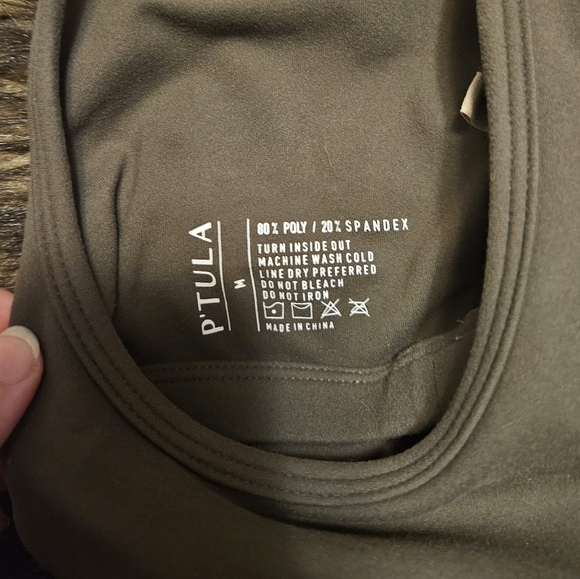 P'TULA
M
80% POLY / 20% SPANDEX
TURN INSIDE OUT
MACHINE WASH COLD
LINE DRY PREFERRED
DO NOT BLEACH
DO NOT IRON
MADE IN CHINA